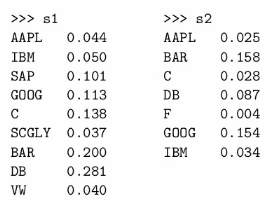 >>> s1
AAPL 0.044
IBM 0.050
SAP 0.101
GOOG 0.113
C 0.138
SCGLY 0.037
BAR 0.200
DB 0.281
VW 0.040
>>> s2
AAPL 0.025
BAR 0.158
C 0.028
DB 0.087
F 0.004
GOOG 0.154
IBM 0.034